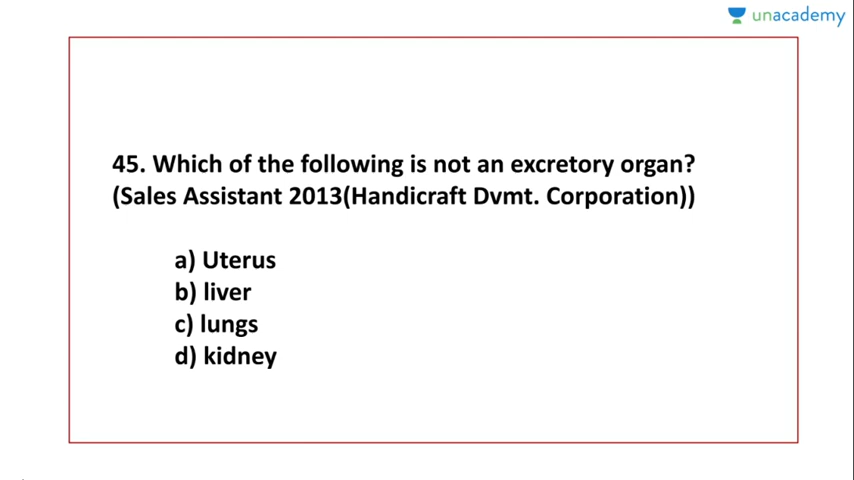 unacademy
45. Which of the following is not an excretory organ?
(Sales Assistant 2013(Handicraft Dvmt. Corporation))
a) Uterus
b) liver
c) lungs
d) kidney